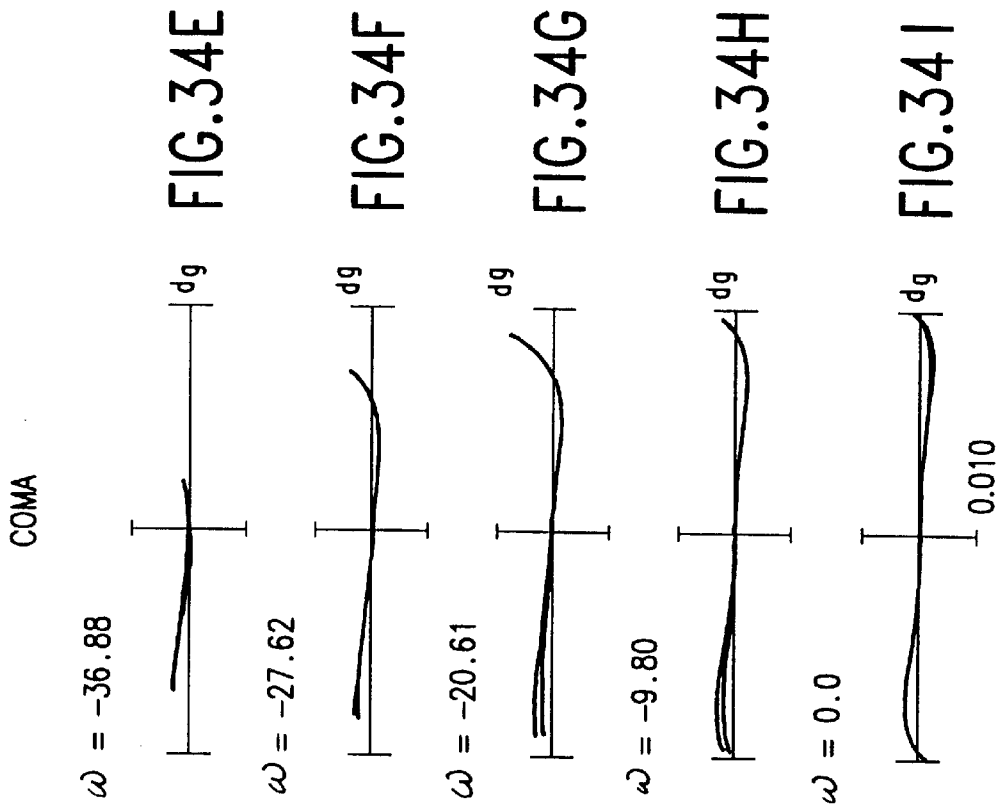 COMA
ω = -36.88
dg
FIG.34E
ω = -27.62
dg
FIG.34F
ω = -20.61
dg
FIG.34G
ω = -9.80
dg
FIG.34H
ω = 0.0
dg
FIG.34I
0.010